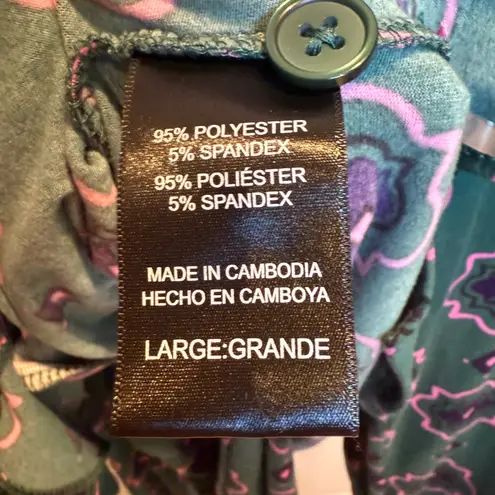 95% POLYESTER
5% SPANDEX
95% POLIÉSTER
5% SPANDEX
MADE IN CAMBODIA
HECHO EN CAMBOYA
LARGE:GRANDE